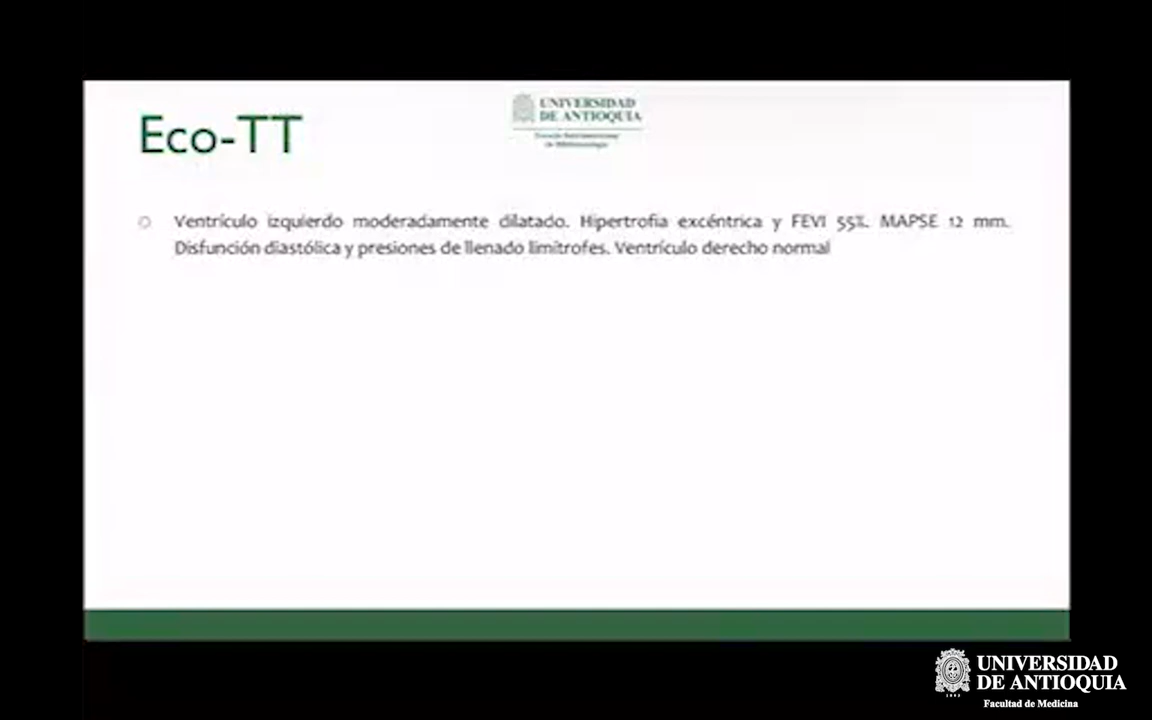 UNIVERSIDAD
DE ANTIOQUIA
Eco-TT
Ventrículo izquierdo moderadamente dilatado. Hipertrofia excéntrica y FEVI 55%. MAPSE 12 mm.
Disfunción diastólica y presiones de llenado limítrofes. Ventrículo derecho normal
UNIVERSIDAD
DE ANTIOQUIA
1803
Facultad de Medicina